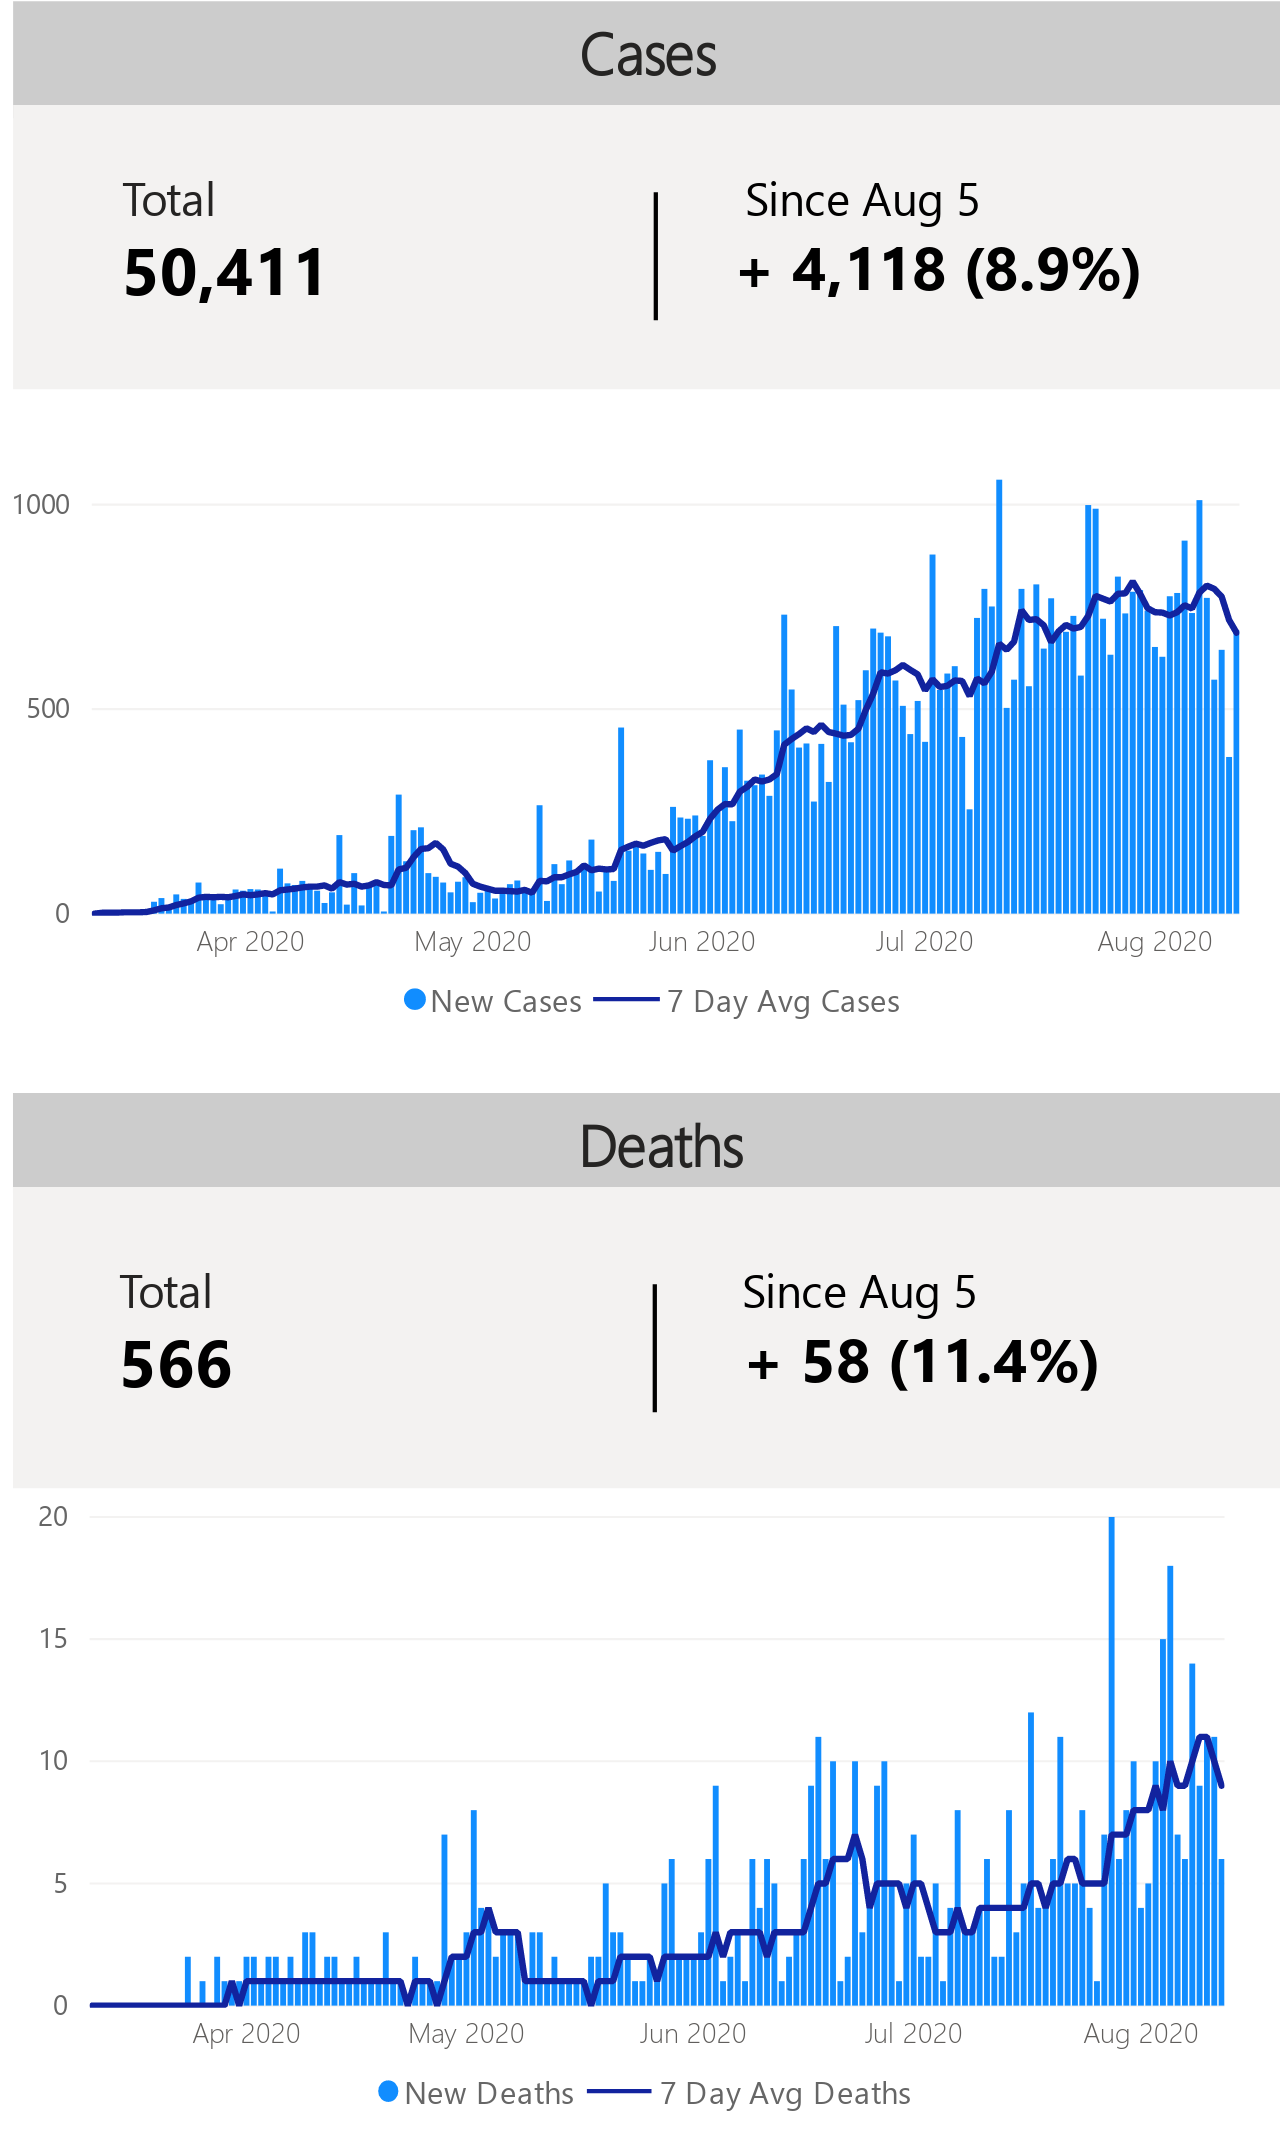 Cases
Total
Since Aug 5
50,411
+ 4,118 (8.9%)
1000
500
0
Apr 2020
May 2020
Jun 2020
Jul 2020
Aug 2020
New Cases
7 Day Avg Cases
Deaths
Total
Since Aug 5
566
+ 58 (11.4%)
20
15
10
5
0
Apr 2020
May 2020
Jun 2020
Jul 2020
Aug 2020
New Deaths
7 Day Avg Deaths